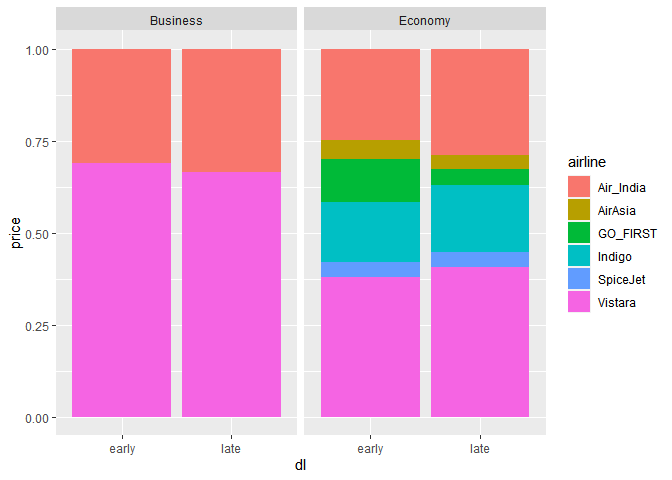 Business
Economy
1.00
0.75
0.50
0.25
0.00
price
early
late
early
late
dl
airline
Air_India
AirAsia
GO_FIRST
Indigo
SpiceJet
Vistara